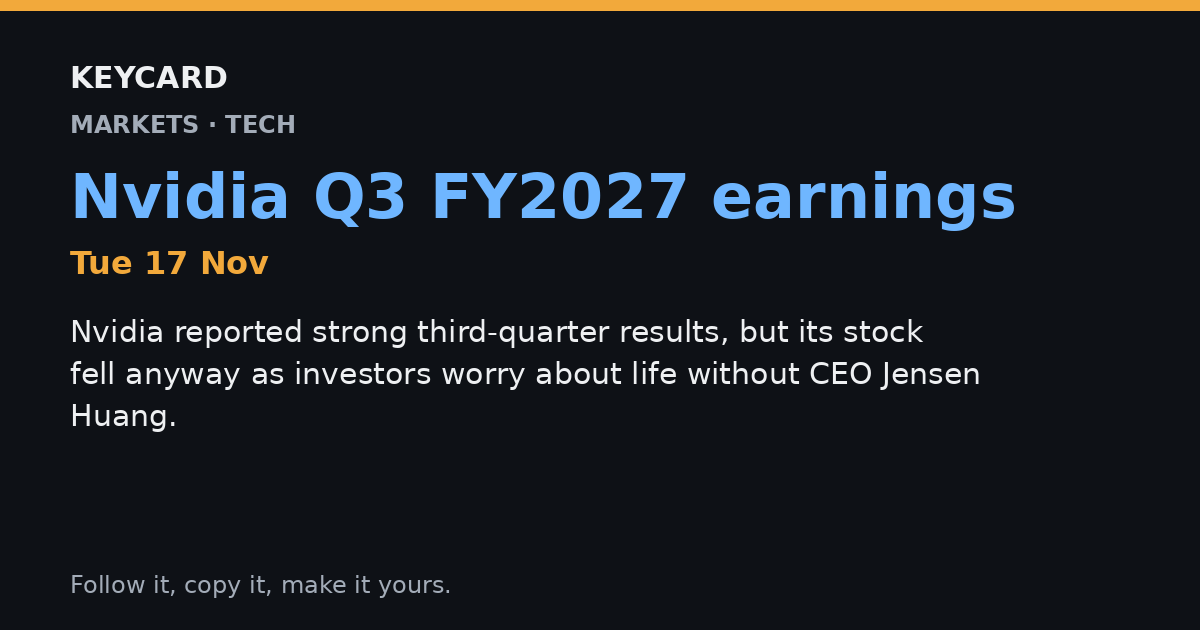 KEYCARD
MARKETS · TECH
Nvidia Q3 FY2027 earnings
Tue 17 Nov
Nvidia reported strong third-quarter results, but its stock
fell anyway as investors worry about life without CEO Jensen
Huang.
Follow it, copy it, make it yours.